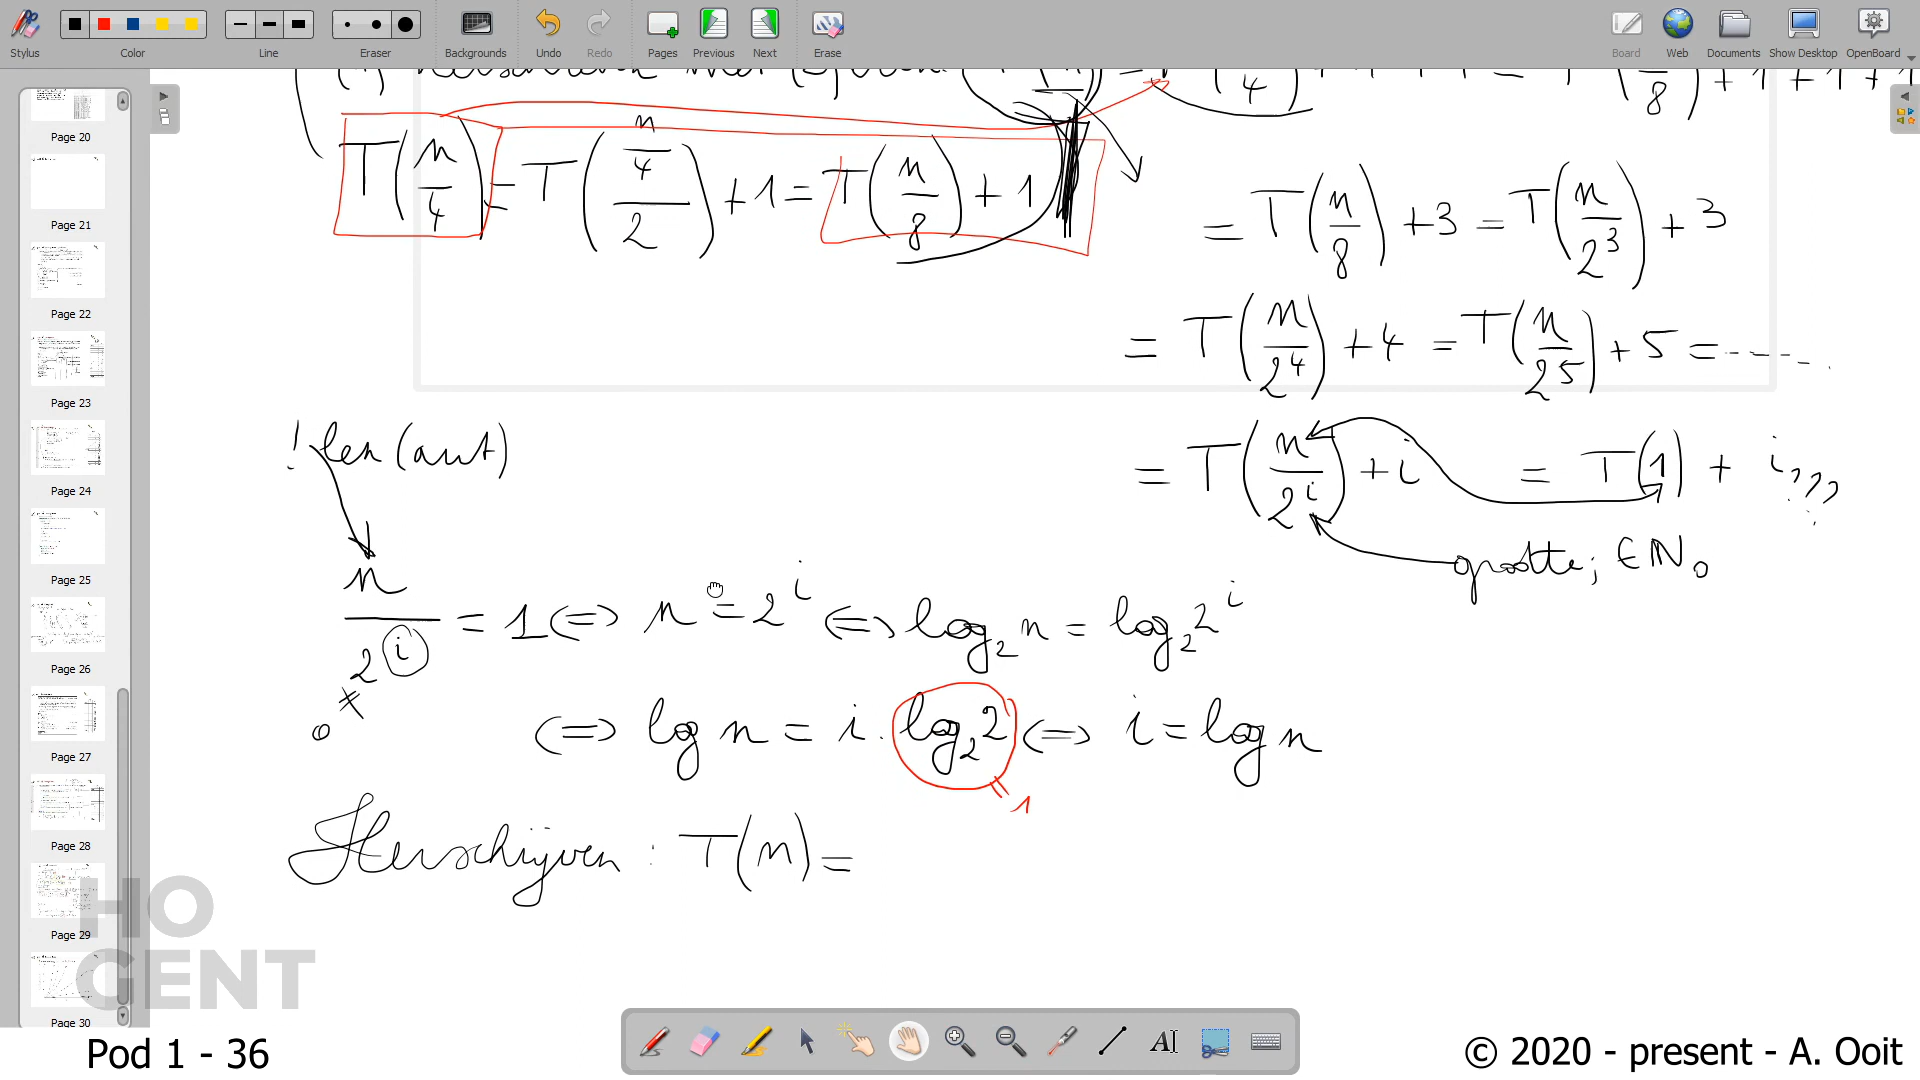 Stylus Color Line Eraser Backgrounds Undo Redo Pages Previous Next Erase Board Web Documents Show Desktop OpenBoard
Page 20
Page 21
Page 22
Page 23
Page 24
Page 25
Page 26
Page 27
Page 28
Page 29
Page 30
T(n/4) = T((n/4)/2) + 1 = T(n/8) + 1
= T(n/8) + 3 = T(n/2^3) + 3
= T(n/2^4) + 4 = T(n/2^5) + 5 = ......
= T(n/2^i) + i = T(1) + i???
grootte; ∈ ℕ₀
! len(
n/2^i = 1 <=> n = 2^i <=> log₂ n = log₂ 2^i
<=> log n = i . log₂ 2 <=> i = log n
= 1
Herschrijven : T(n) =
HO
GENT
Pod 1 - 36
© 2020 - present - A. Ooit